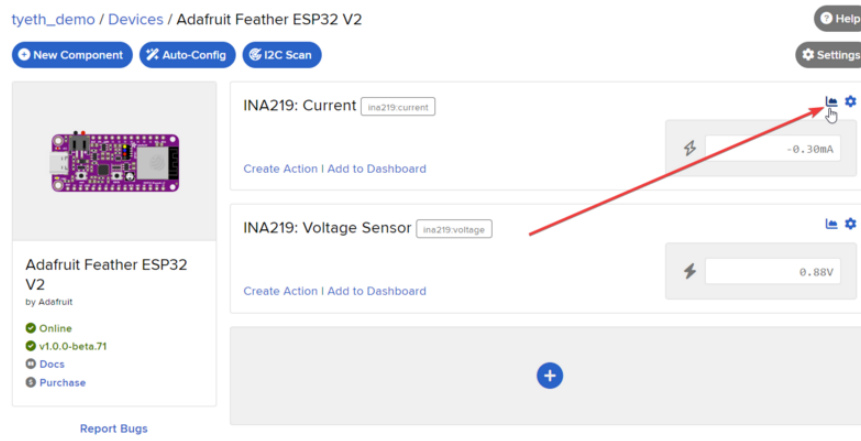 tyeth_demo / Devices / Adafruit Feather ESP32 V2
Help
New Component
Auto-Config
I2C Scan
Settings
INA219: Current ina219:current
-0.30mA
Create Action | Add to Dashboard
INA219: Voltage Sensor ina219:voltage
0.88V
Create Action | Add to Dashboard
Adafruit Feather ESP32
V2
by Adafruit
Online
v1.0.0-beta.71
Docs
Purchase
Report Bugs